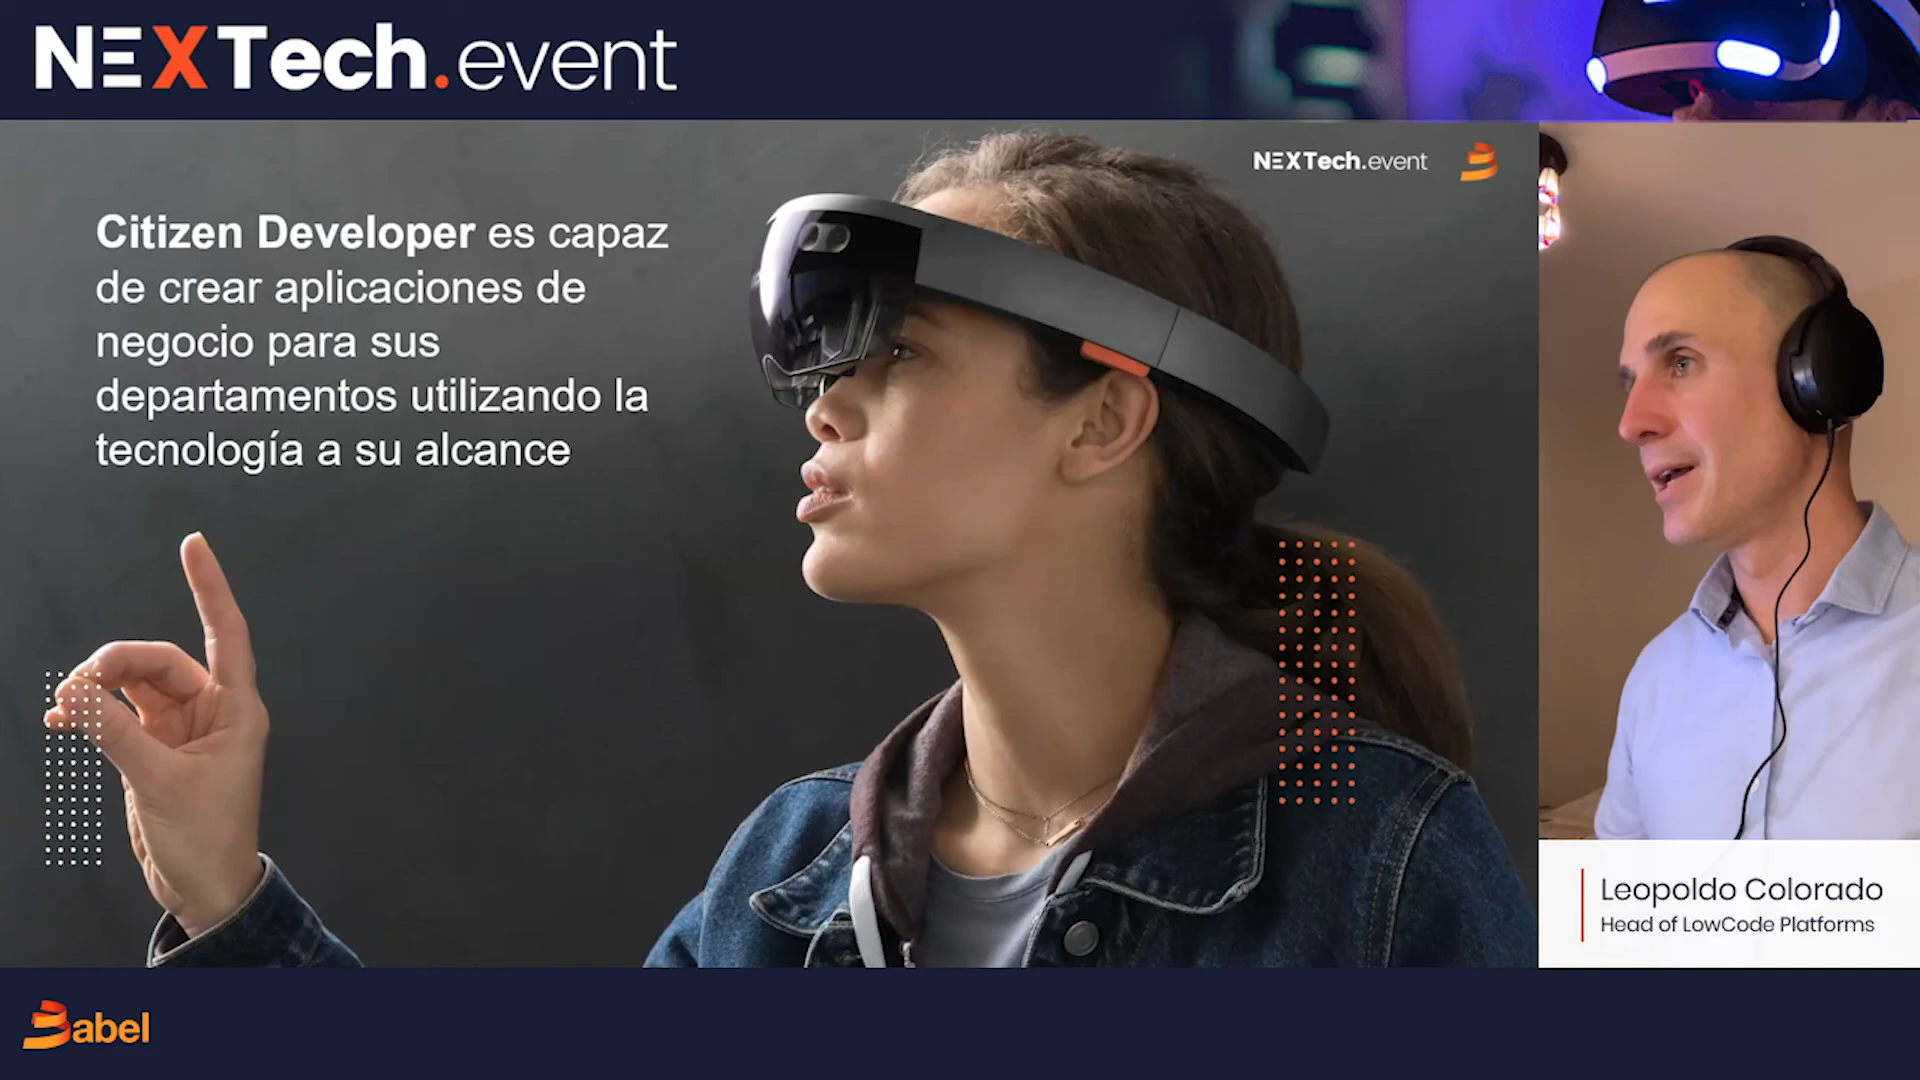 NEXTech.event
NEXTech.event
Citizen Developer es capaz
de crear aplicaciones de
negocio para sus
departamentos utilizando la
tecnología a su alcance
Leopoldo Colorado
Head of LowCode Platforms
Babel